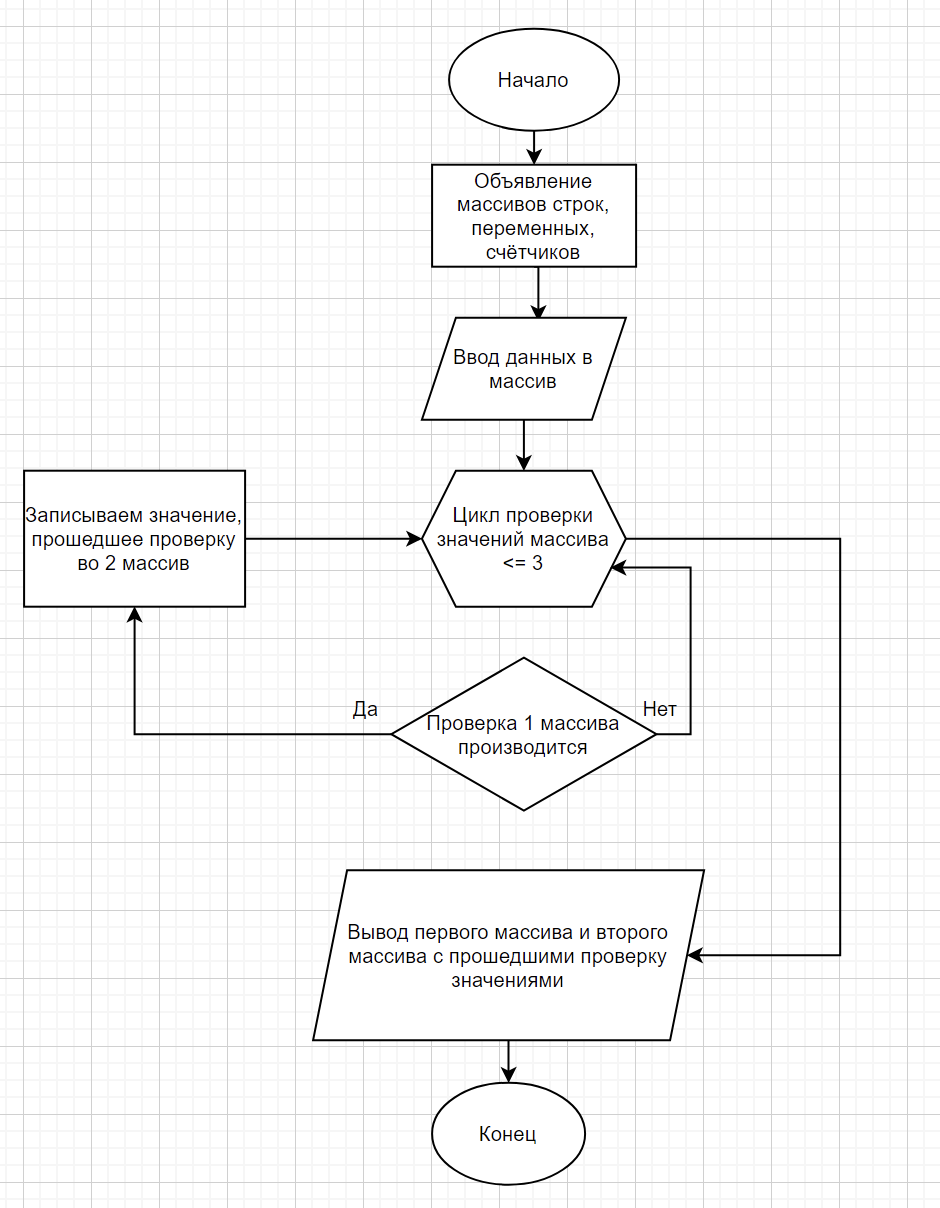 Начало
Объявление
массивов строк,
переменных,
счётчиков
Ввод данных в
массив
Записываем значение,
прошедшее проверку
во 2 массив
Цикл проверки
значений массива
<= 3
Да
Нет
Проверка 1 массива
производится
Вывод первого массива и второго
массива с прошедшими проверку
значениями
Конец